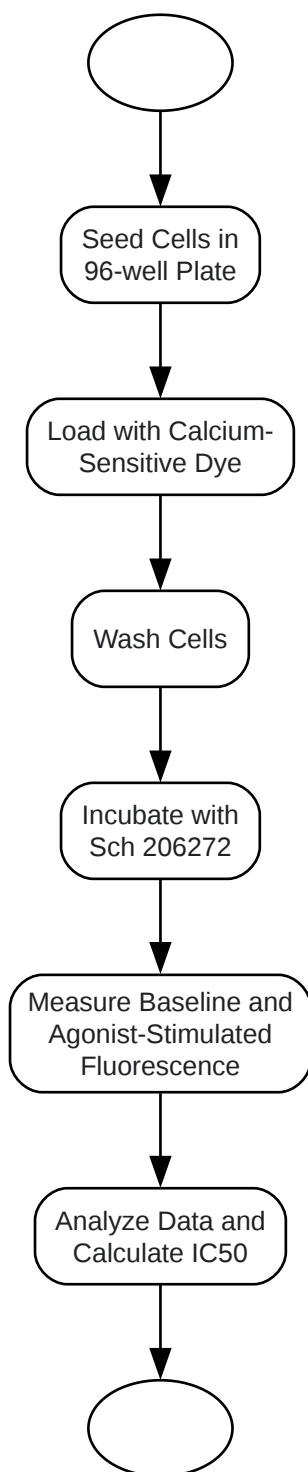 Seed Cells in
96-well Plate
Load with Calcium-
Sensitive Dye
Wash Cells
Incubate with
Sch 206272
Measure Baseline and
Agonist-Stimulated
Fluorescence
Analyze Data and
Calculate IC50